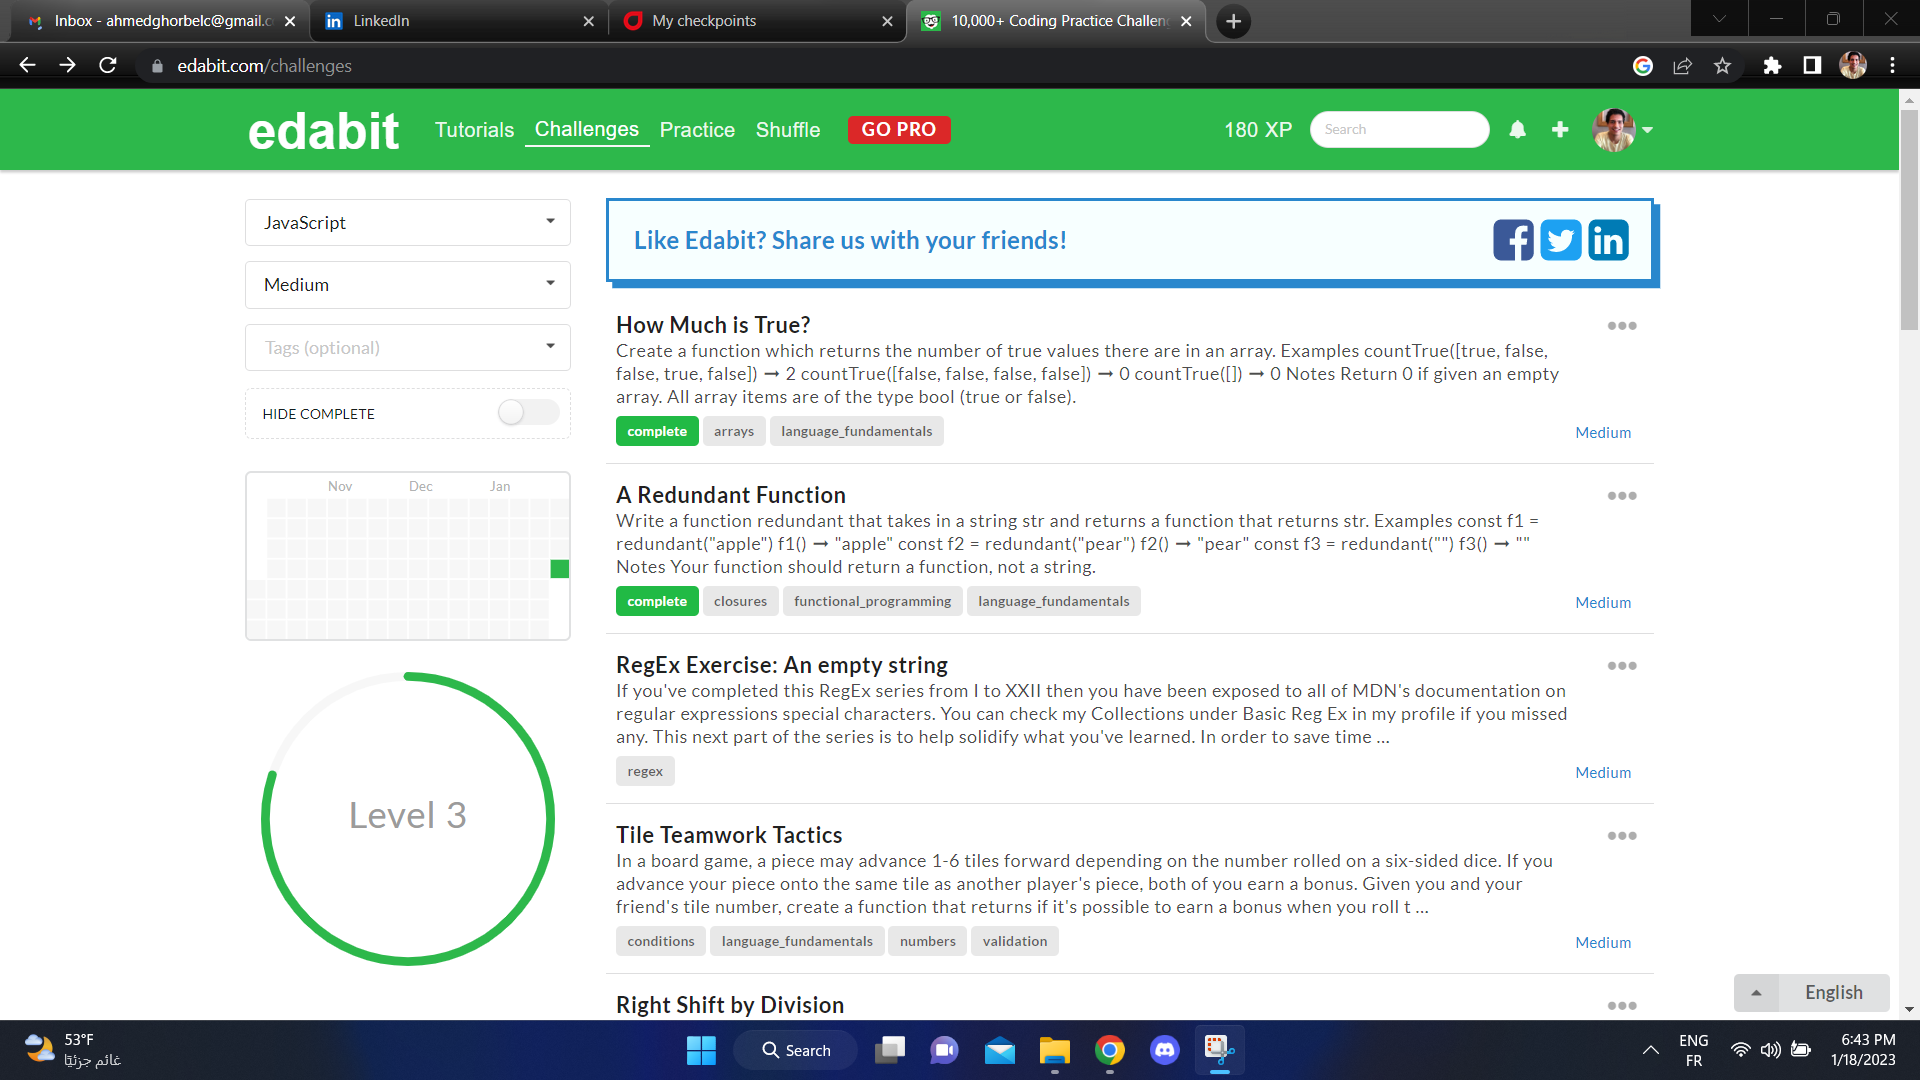 Inbox - ahmedghorbelc@gmail.c
LinkedIn
My checkpoints
10,000+ Coding Practice Challen
edabit.com/challenges
edabit
Tutorials
Challenges
Practice
Shuffle
GO PRO
180 XP
Search
JavaScript
Medium
Tags (optional)
HIDE COMPLETE
Nov
Dec
Jan
Level 3
Like Edabit? Share us with your friends!
How Much is True?
Create a function which returns the number of true values there are in an array. Examples countTrue([true, false,
false, true, false]) ➞ 2 countTrue([false, false, false, false]) ➞ 0 countTrue([]) ➞ 0 Notes Return 0 if given an empty
array. All array items are of the type bool (true or false).
complete
arrays
language_fundamentals
Medium
A Redundant Function
Write a function redundant that takes in a string str and returns a function that returns str. Examples const f1 =
redundant("apple") f1() ➞ "apple" const f2 = redundant("pear") f2() ➞ "pear" const f3 = redundant("") f3() ➞ ""
Notes Your function should return a function, not a string.
complete
closures
functional_programming
language_fundamentals
Medium
RegEx Exercise: An empty string
If you've completed this RegEx series from I to XXII then you have been exposed to all of MDN's documentation on
regular expressions special characters. You can check my Collections under Basic Reg Ex in my profile if you missed
any. This next part of the series is to help solidify what you've learned. In order to save time ...
regex
Medium
Tile Teamwork Tactics
In a board game, a piece may advance 1-6 tiles forward depending on the number rolled on a six-sided dice. If you
advance your piece onto the same tile as another player's piece, both of you earn a bonus. Given you and your
friend's tile number, create a function that returns if it's possible to earn a bonus when you roll t ...
conditions
language_fundamentals
numbers
validation
Medium
Right Shift by Division
English
53°F
غائم جزئيًا
Search
ENG
FR
6:43 PM
1/18/2023